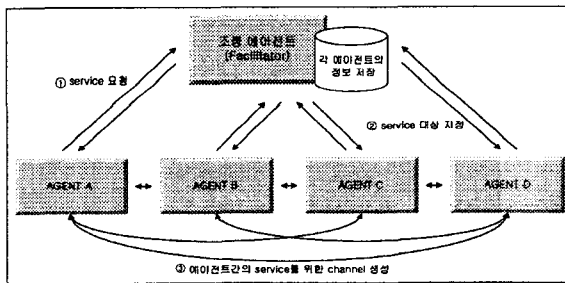 조정 에이전트
(Facilitator)
각 에이전트의
정보 저장
① service 요청
② service 대상 지정
AGENT A
AGENT B
AGENT C
AGENT D
③ 에이전트간의 service를 위한 channel 생성